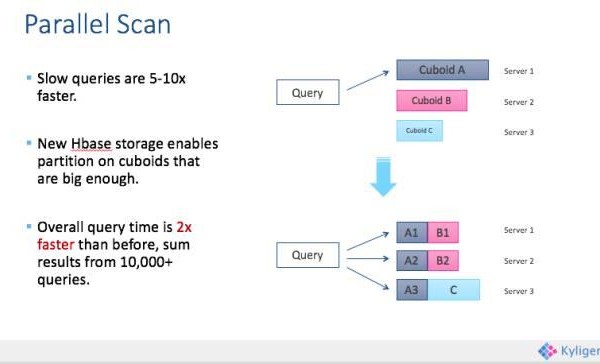 Parallel Scan
Slow queries are 5-10x
faster.
New Hbase storage enables
partition on cuboids that
are big enough.
Overall query time is 2x
faster than before, sum
results from 10,000+
queries.
Query
Cuboid A
Server 1
Cuboid B
Server 2
Cuboid C
Server 3
Query
A1 B1
Server 1
A2 B2
Server 2
A3 C
Server 3
Kyliger